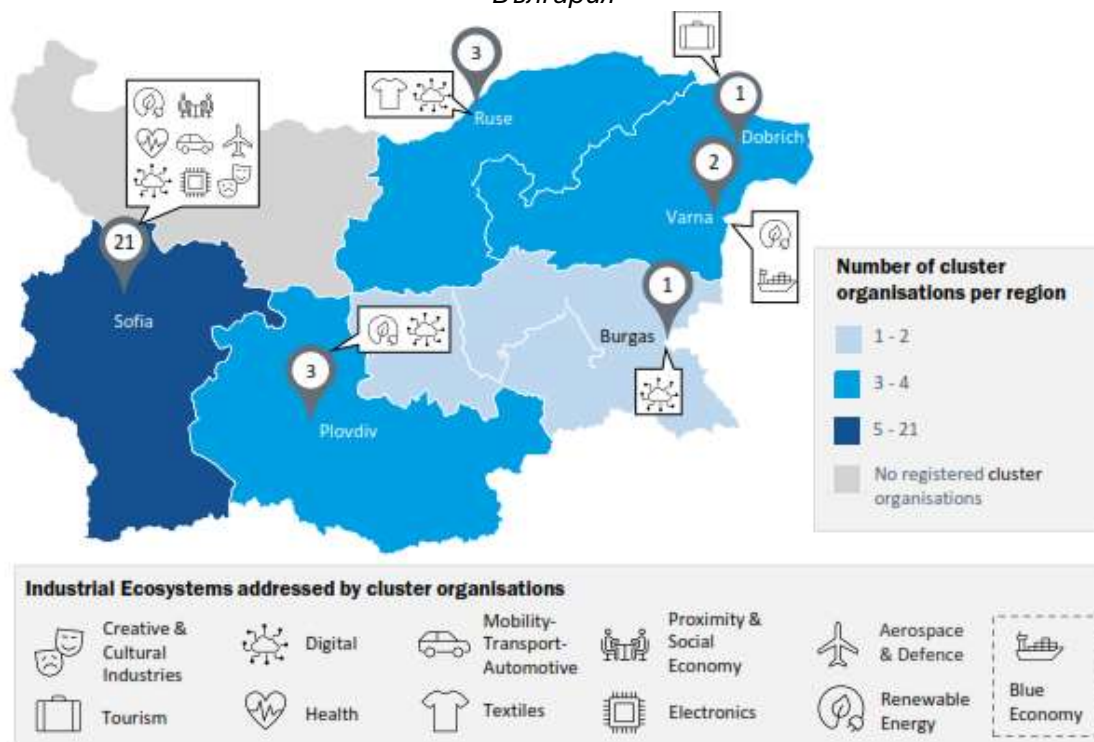 България
3
1
Ruse
Dobrich
2
Varna
21
Sofia
1
Burgas
3
Plovdiv
Number of cluster
organisations per region
1 - 2
3 - 4
5 - 21
No registered cluster
organisations
Industrial Ecosystems addressed by cluster organisations
Creative &
Cultural
Industries
Digital
Mobility-
Transport-
Automotive
Proximity &
Social
Economy
Aerospace
& Defence
Tourism
Health
Textiles
Electronics
Renewable
Energy
Blue
Economy